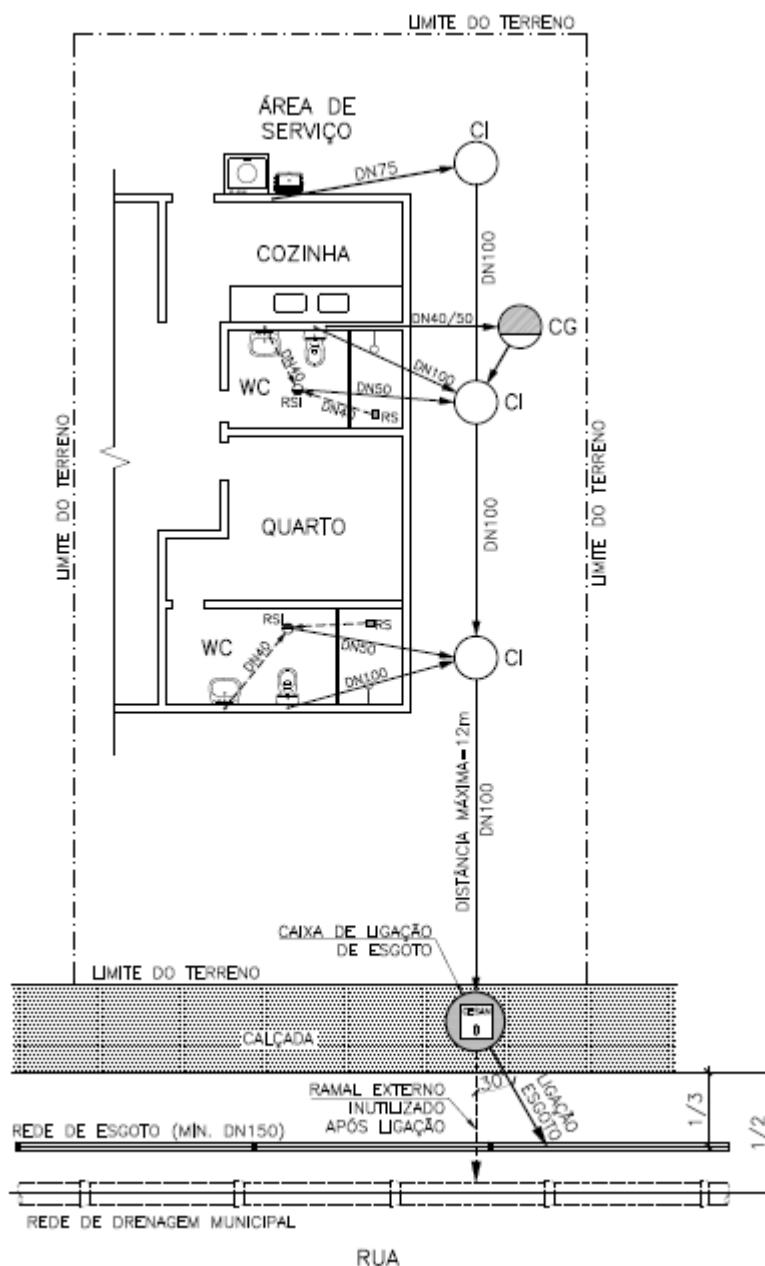 LIMITE DO TERRENO
ÁREA DE
SERVIÇO
CI
DN75
COZINHA
DN100
DN40/50
CG
DN40
DN100
WC
DN50
RSI
DN40
RS
CI
LIMITE DO TERRENO
LIMITE DO TERRENO
QUARTO
DN100
RSI
RS
WC
DN50
DN40
DN100
CI
DISTÂNCIA MÁXIMA=12m
DN100
CAIXA DE LIGAÇÃO
DE ESGOTO
LIMITE DO TERRENO
CESAN
CALÇADA
30°
LIGAÇÃO
ESGOTO
RAMAL EXTERNO
INUTILIZADO
APÓS LIGAÇÃO
1/3
1/2
REDE DE ESGOTO (MÍN. DN150)
REDE DE DRENAGEM MUNICIPAL
RUA